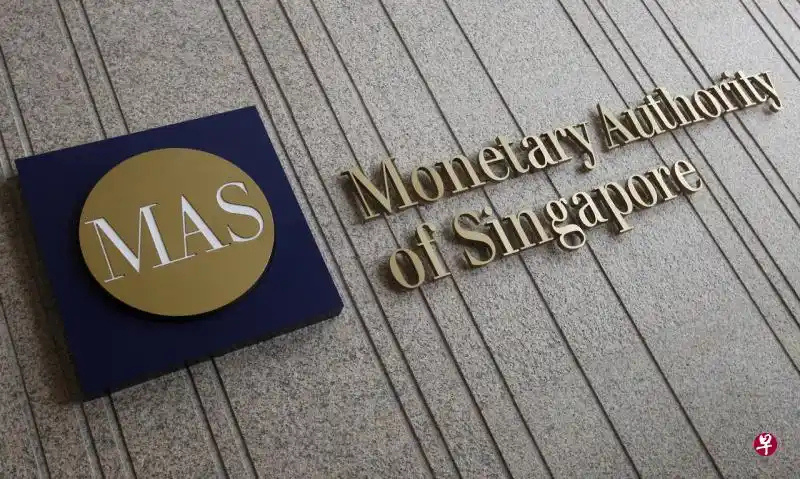 MAS
Monetary Authority
of Singapore
早